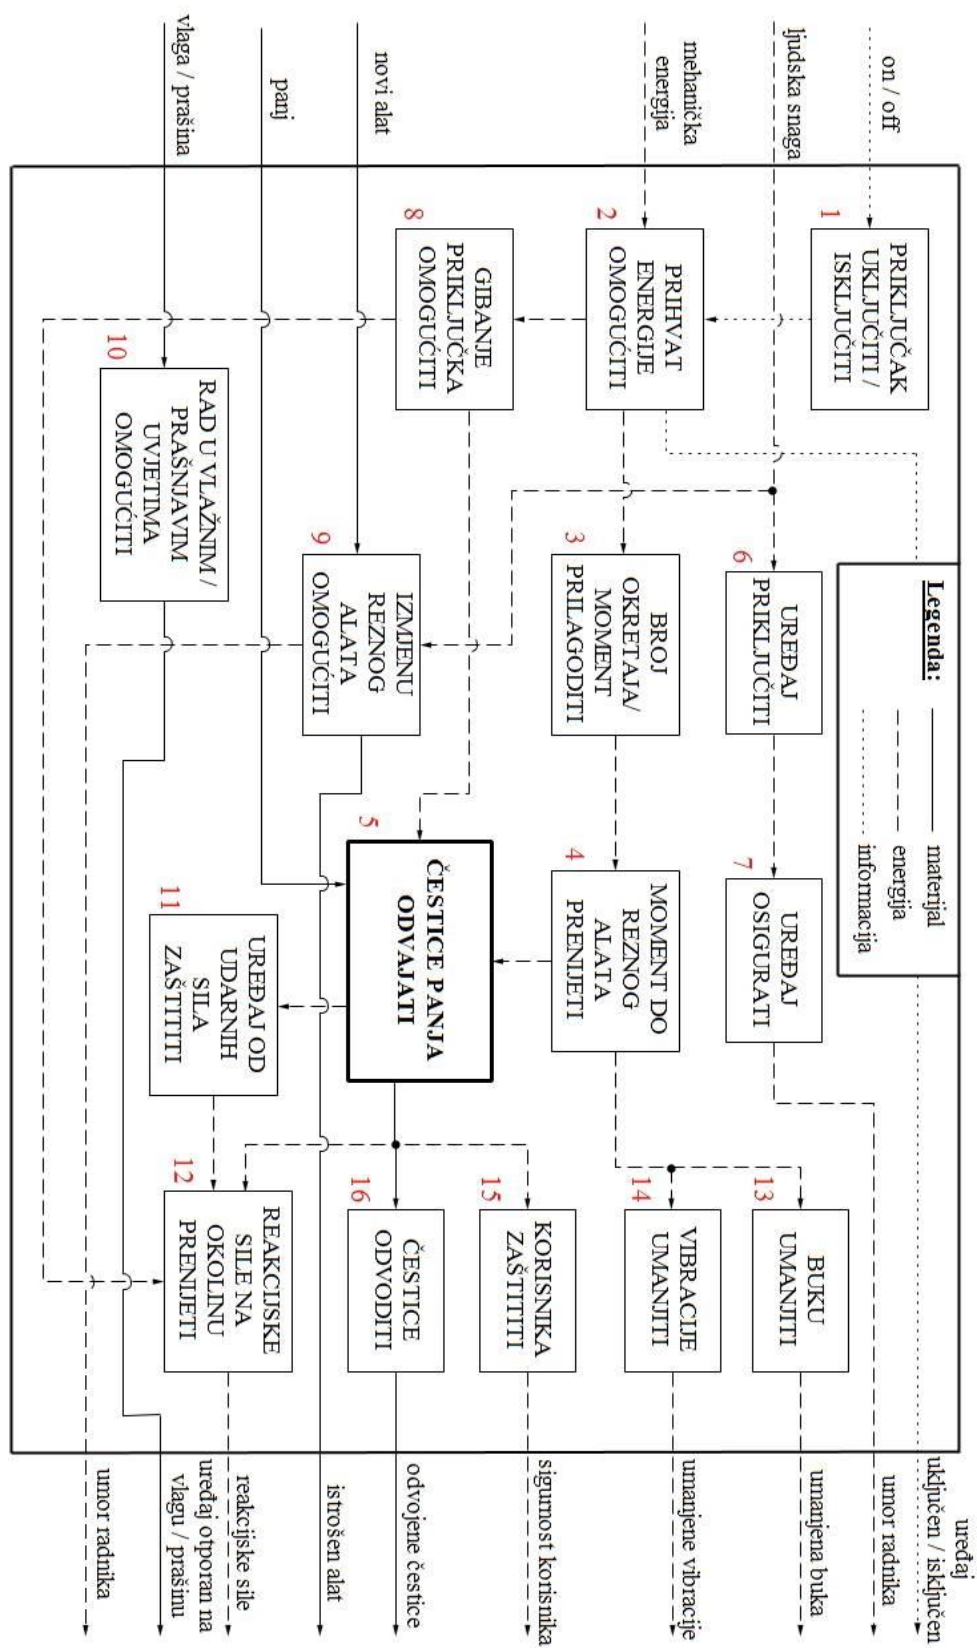 on / off
ljudska snaga
mehanička
energija
novi alat
panj
vlaga / prašina
1
PRIKLJUČAK
UKLJUČITI /
ISKLJUČITI
2
PRIHVAT
ENERGIJE
OMOGUĆITI
8
GIBANJE
PRIKLJUČKA
OMOGUĆITI
10
RAD U VLAŽNIM /
PRAŠNJAVIM
UVJETIMA
OMOGUĆITI
Legenda:
materijal
energija
informacija
6
UREĐAJ
PRIKLJUČITI
3
BROJ
OKRETAJA/
MOMENT
PRILAGODITI
9
IZMJENU
REZNOG
ALATA
OMOGUĆITI
7
UREĐAJ
OSIGURATI
4
MOMENT DO
REZNOG
ALATA
PRENIJETI
5
ČESTICE PANJA
ODVAJATI
11
UREĐAJ OD
UDARNIH
SILA
ZAŠTITITI
13
BUKU
UMANJITI
14
VIBRACIJE
UMANJITI
15
KORISNIKA
ZAŠTITITI
16
ČESTICE
ODVODITI
12
REAKCIJSKE
SILE NA
OKOLINU
PRENIJETI
uređaj
uključen / isključen
umor radnika
umanjena buka
umanjene vibracije
sigurnost korisnika
odvojene čestice
istrošen alat
reakcijske sile
uređaj otporan na
vlagu / prašinu
umor radnika